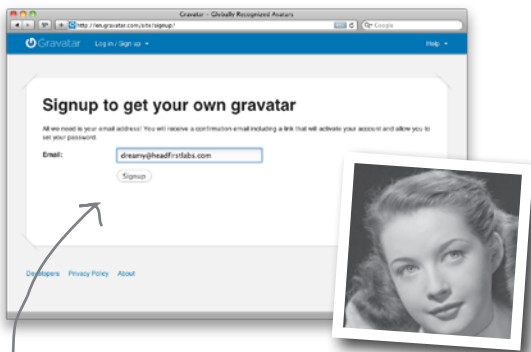 Gravatar - Globally Recognized Avatars
http://en.gravatar.com/site/signup/
Google
Gravatar Log in / Sign up Help
Signup to get your own gravatar
All we need is your email address! You will receive a confirmation email including a link that will activate your account and allow you to
set your password.
Email: dreamy@headfirstlabs.com
Signup
Developers Privacy Policy About